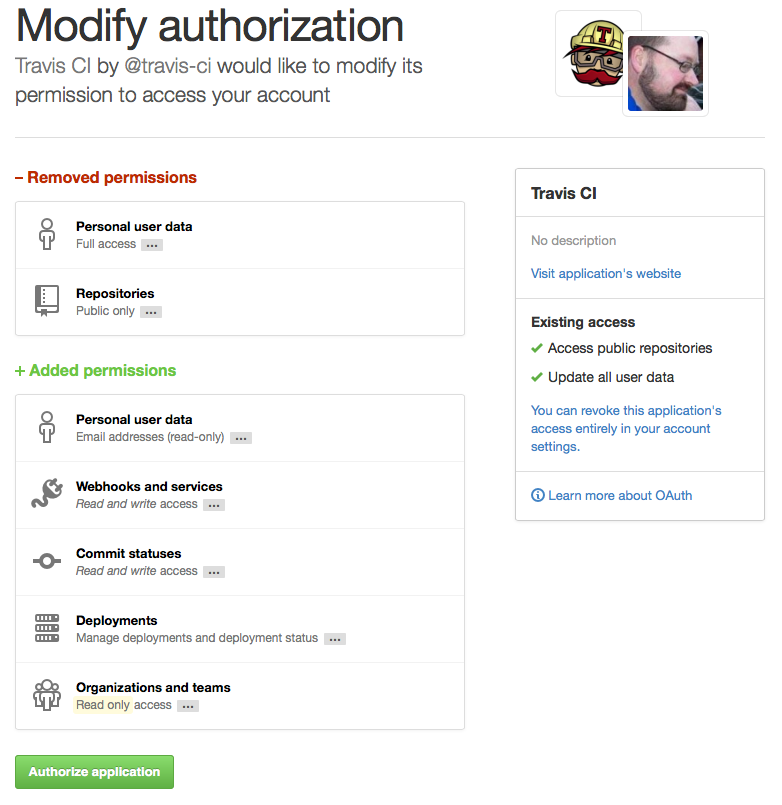 Modify authorization
Travis CI by @travis-ci would like to modify its
permission to access your account
T
– Removed permissions
Personal user data
Full access ...
Repositories
Public only ...
+ Added permissions
Personal user data
Email addresses (read-only) ...
Webhooks and services
Read and write access ...
Commit statuses
Read and write access ...
Deployments
Manage deployments and deployment status ...
Organizations and teams
Read only access ...
Authorize application
Travis CI
No description
Visit application's website
Existing access
Access public repositories
Update all user data
You can revoke this application's
access entirely in your account
settings.
Learn more about OAuth